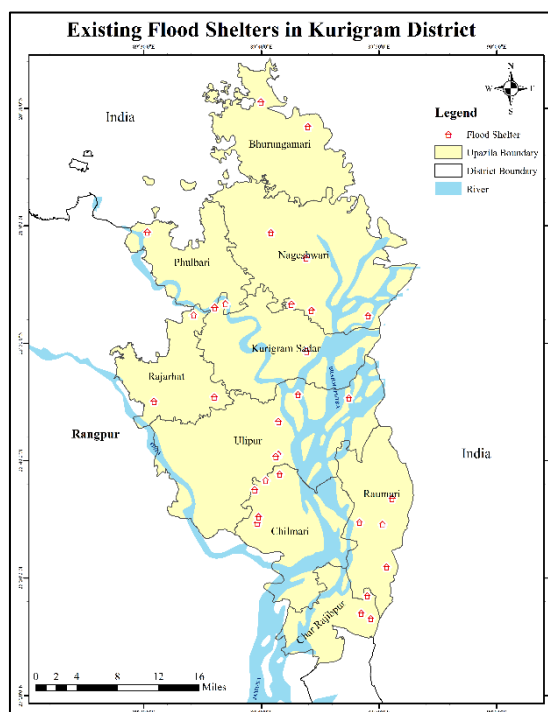 Existing Flood Shelters in Kurigram District
N
W E
S
India
Legend
Flood Shelter
Upazila Boundary
District Boundary
River
Bhurungamari
Phulbari
Nageshwari
Kurigram Sadar
Rajarhat
Rangpur
Ulipur
India
Raumari
Chilmari
Char Rajibpur
0 2 4 8 12 16
Miles